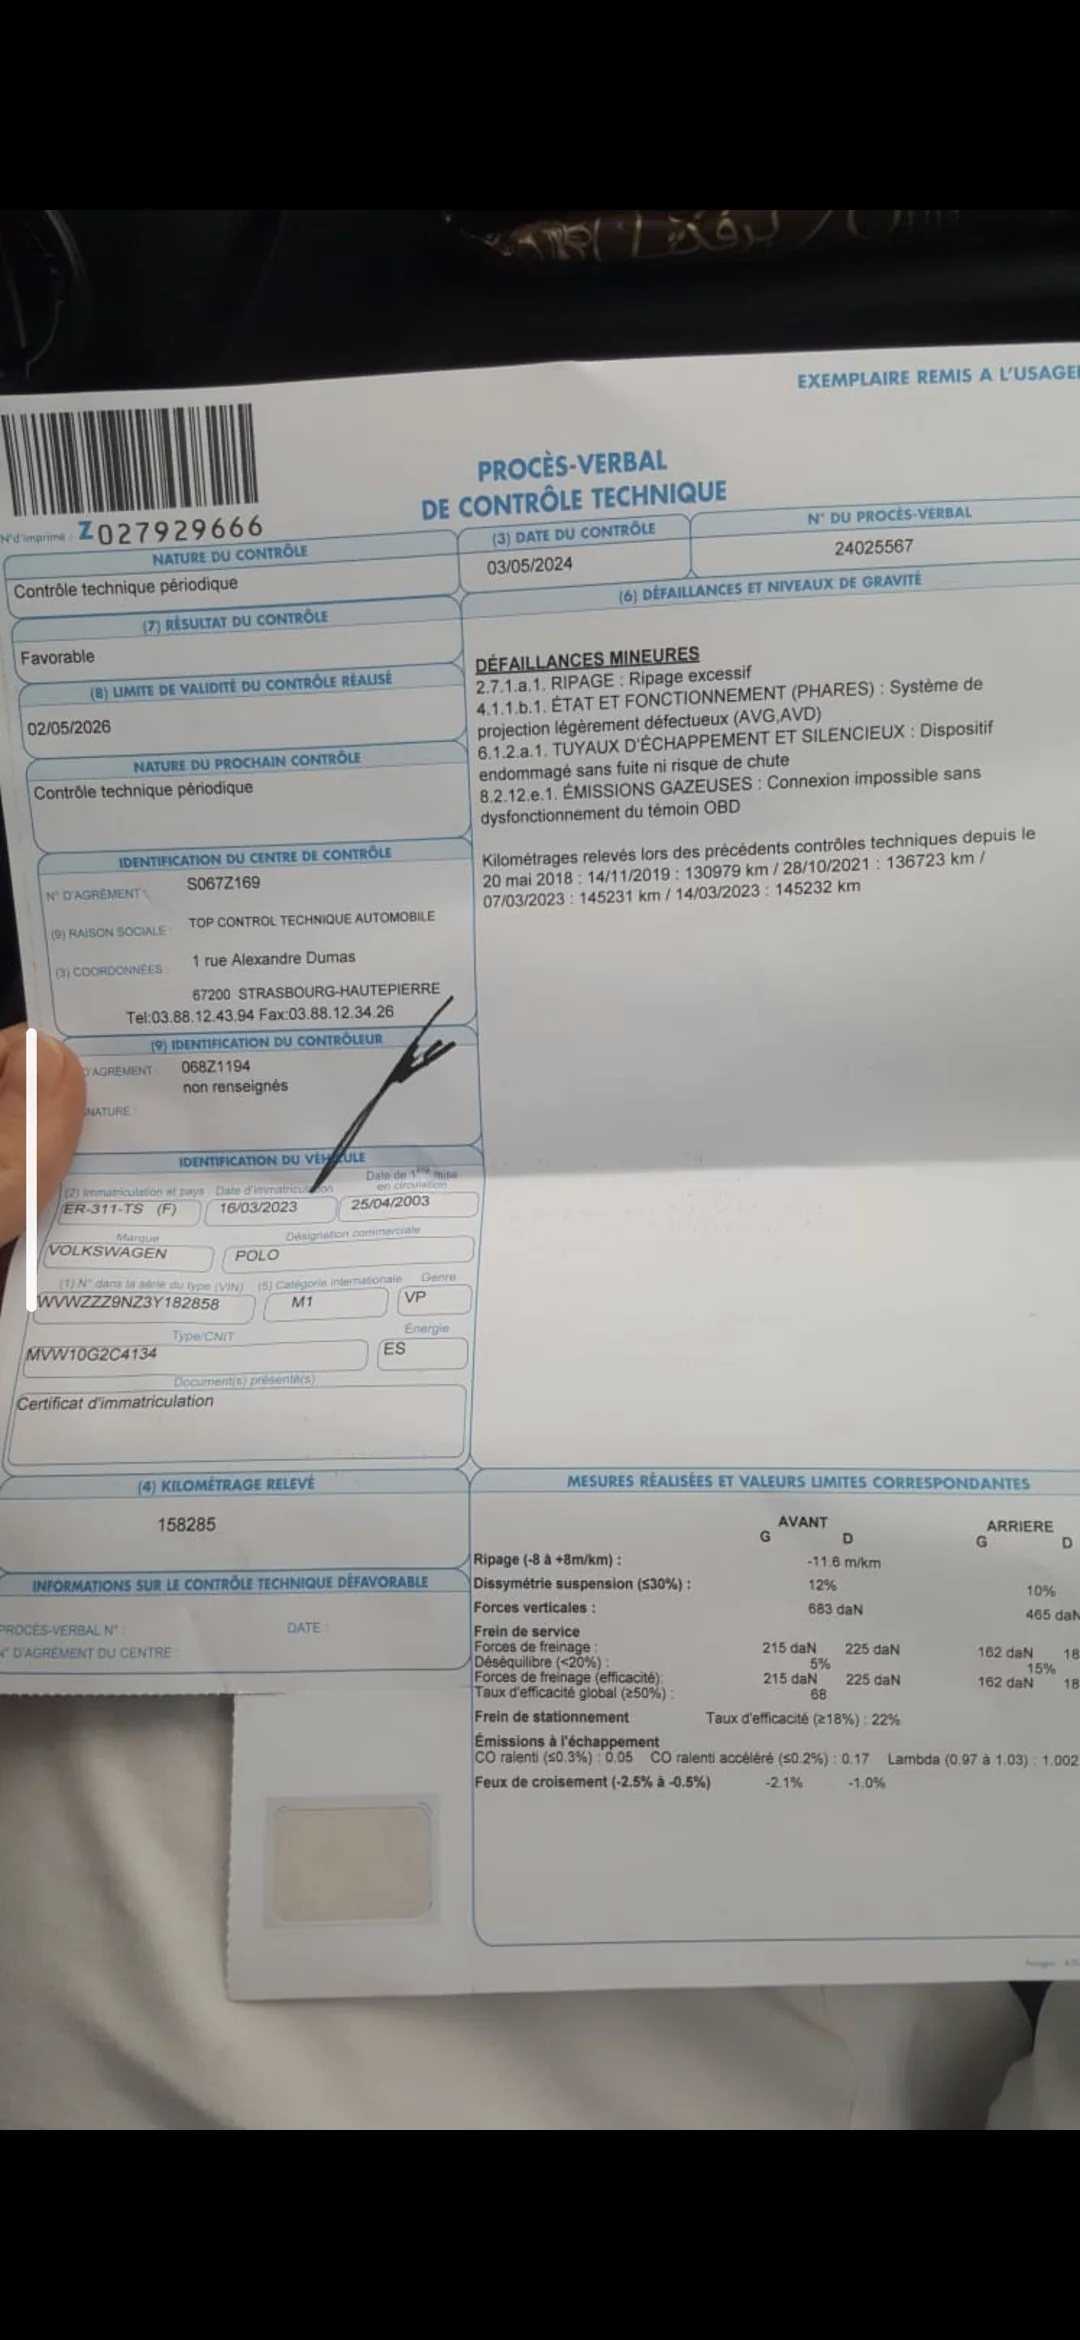 EXEMPLAIRE REMIS A L'USAGE
PROCÈS-VERBAL
DE CONTRÔLE TECHNIQUE
N°d'imprimé : Z027929666
NATURE DU CONTRÔLE
Contrôle technique périodique
(3) DATE DU CONTRÔLE
03/05/2024
N° DU PROCÈS-VERBAL
24025567
(7) RÉSULTAT DU CONTRÔLE
Favorable
(8) LIMITE DE VALIDITÉ DU CONTRÔLE RÉALISÉ
02/05/2026
NATURE DU PROCHAIN CONTRÔLE
Contrôle technique périodique
(6) DÉFAILLANCES ET NIVEAUX DE GRAVITÉ
DÉFAILLANCES MINEURES
2.7.1.a.1. RIPAGE : Ripage excessif
4.1.1.b.1. ÉTAT ET FONCTIONNEMENT (PHARES) : Système de
projection légèrement défectueux (AVG,AVD)
6.1.2.a.1. TUYAUX D'ÉCHAPPEMENT ET SILENCIEUX : Dispositif
endommagé sans fuite ni risque de chute
8.2.12.e.1. ÉMISSIONS GAZEUSES : Connexion impossible sans
dysfonctionnement du témoin OBD
Kilométrages relevés lors des précédents contrôles techniques depuis le
20 mai 2018 : 14/11/2019 : 130979 km / 28/10/2021 : 136723 km /
07/03/2023 : 145231 km / 14/03/2023 : 145232 km
IDENTIFICATION DU CENTRE DE CONTRÔLE
N° D'AGRÉMENT : S067Z169
(9) RAISON SOCIALE : TOP CONTROL TECHNIQUE AUTOMOBILE
(3) COORDONNÉES : 1 rue Alexandre Dumas
67200 STRASBOURG-HAUTEPIERRE
Tel:03.88.12.43.94 Fax:03.88.12.34.26
(9) IDENTIFICATION DU CONTRÔLEUR
D'AGRÉMENT : 068Z1194
non renseignés
NATURE :
IDENTIFICATION DU VÉHICULE
(2) Immatriculation et pays
Date d'immatriculation
Date de 1ère mise
en circulation
ER-311-TS (F)
16/03/2023
25/04/2003
Marque
Désignation commerciale
VOLKSWAGEN
POLO
(1) N° dans la série du type (VIN)
(5) Catégorie internationale
Genre
WVWZZZ9NZ3Y182858
M1
VP
Type/CNIT
Énergie
MVW10G2C4134
ES
Document(s) présenté(s)
Certificat d'immatriculation
(4) KILOMÉTRAGE RELEVÉ
158285
INFORMATIONS SUR LE CONTRÔLE TECHNIQUE DÉFAVORABLE
PROCÈS-VERBAL N° :
DATE :
N° D'AGRÉMENT DU CENTRE :
MESURES RÉALISÉES ET VALEURS LIMITES CORRESPONDANTES
AVANT
ARRIERE
G D G D
Ripage (-8 à +8m/km) : -11.6 m/km
Dissymétrie suspension (≤30%) : 12% 10%
Forces verticales : 683 daN 465 daN
Frein de service
Forces de freinage : 215 daN 225 daN 162 daN 18
Déséquilibre (<20%) : 5% 15%
Forces de freinage (efficacité): 215 daN 225 daN 162 daN 18
Taux d'efficacité global (≥50%) : 68
Frein de stationnement Taux d'efficacité (≥18%) : 22%
Émissions à l'échappement
CO ralenti (≤0.3%) : 0.05 CO ralenti accéléré (≤0.2%) : 0.17 Lambda (0.97 à 1.03) : 1.002
Feux de croisement (-2.5% à -0.5%) -2.1% -1.0%